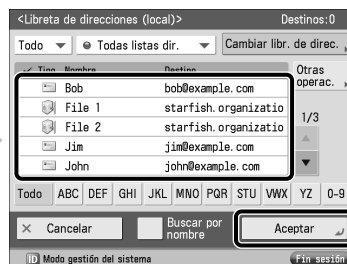 <Libreta de direcciones (local)> Destinos:0
Todo Todas listas dir. Cambiar libr. de direc.
Tipo Nombre Destino Otras operac.
Bob bob@example.com
File 1 starfish.organizatio
File 2 starfish.organizatio
1/3
Jim jim@example.com
John john@example.com
Todo ABC DEF GHI JKL MNO PQR STU VWX YZ 0-9
Cancelar Buscar por nombre Aceptar
ID Modo gestión del sistema Fin sesión